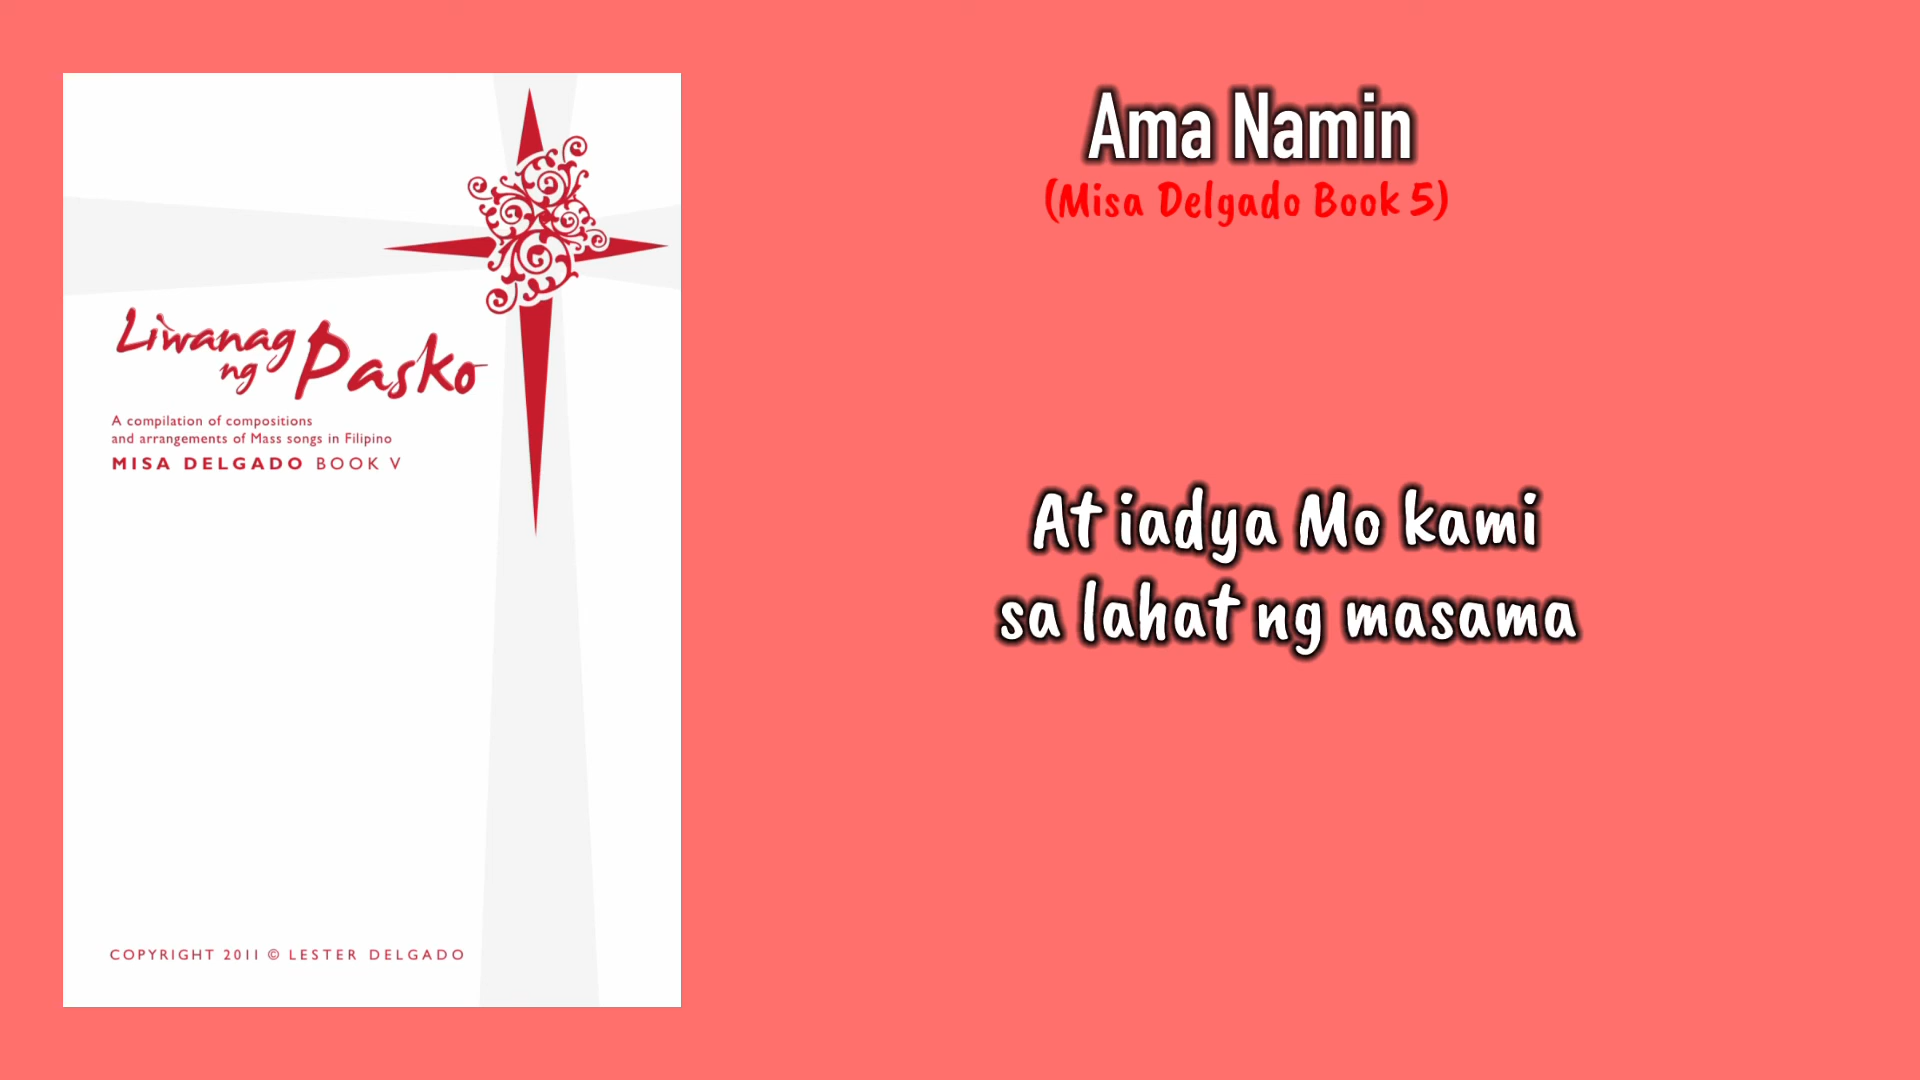 Liwanag
ng Pasko
A compilation of compositions
and arrangements of Mass songs in Filipino
MISA DELGADO BOOK V
COPYRIGHT 2011 © LESTER DELGADO
Ama Namin
(Misa Delgado Book 5)
At iadya Mo kami
sa lahat ng masama